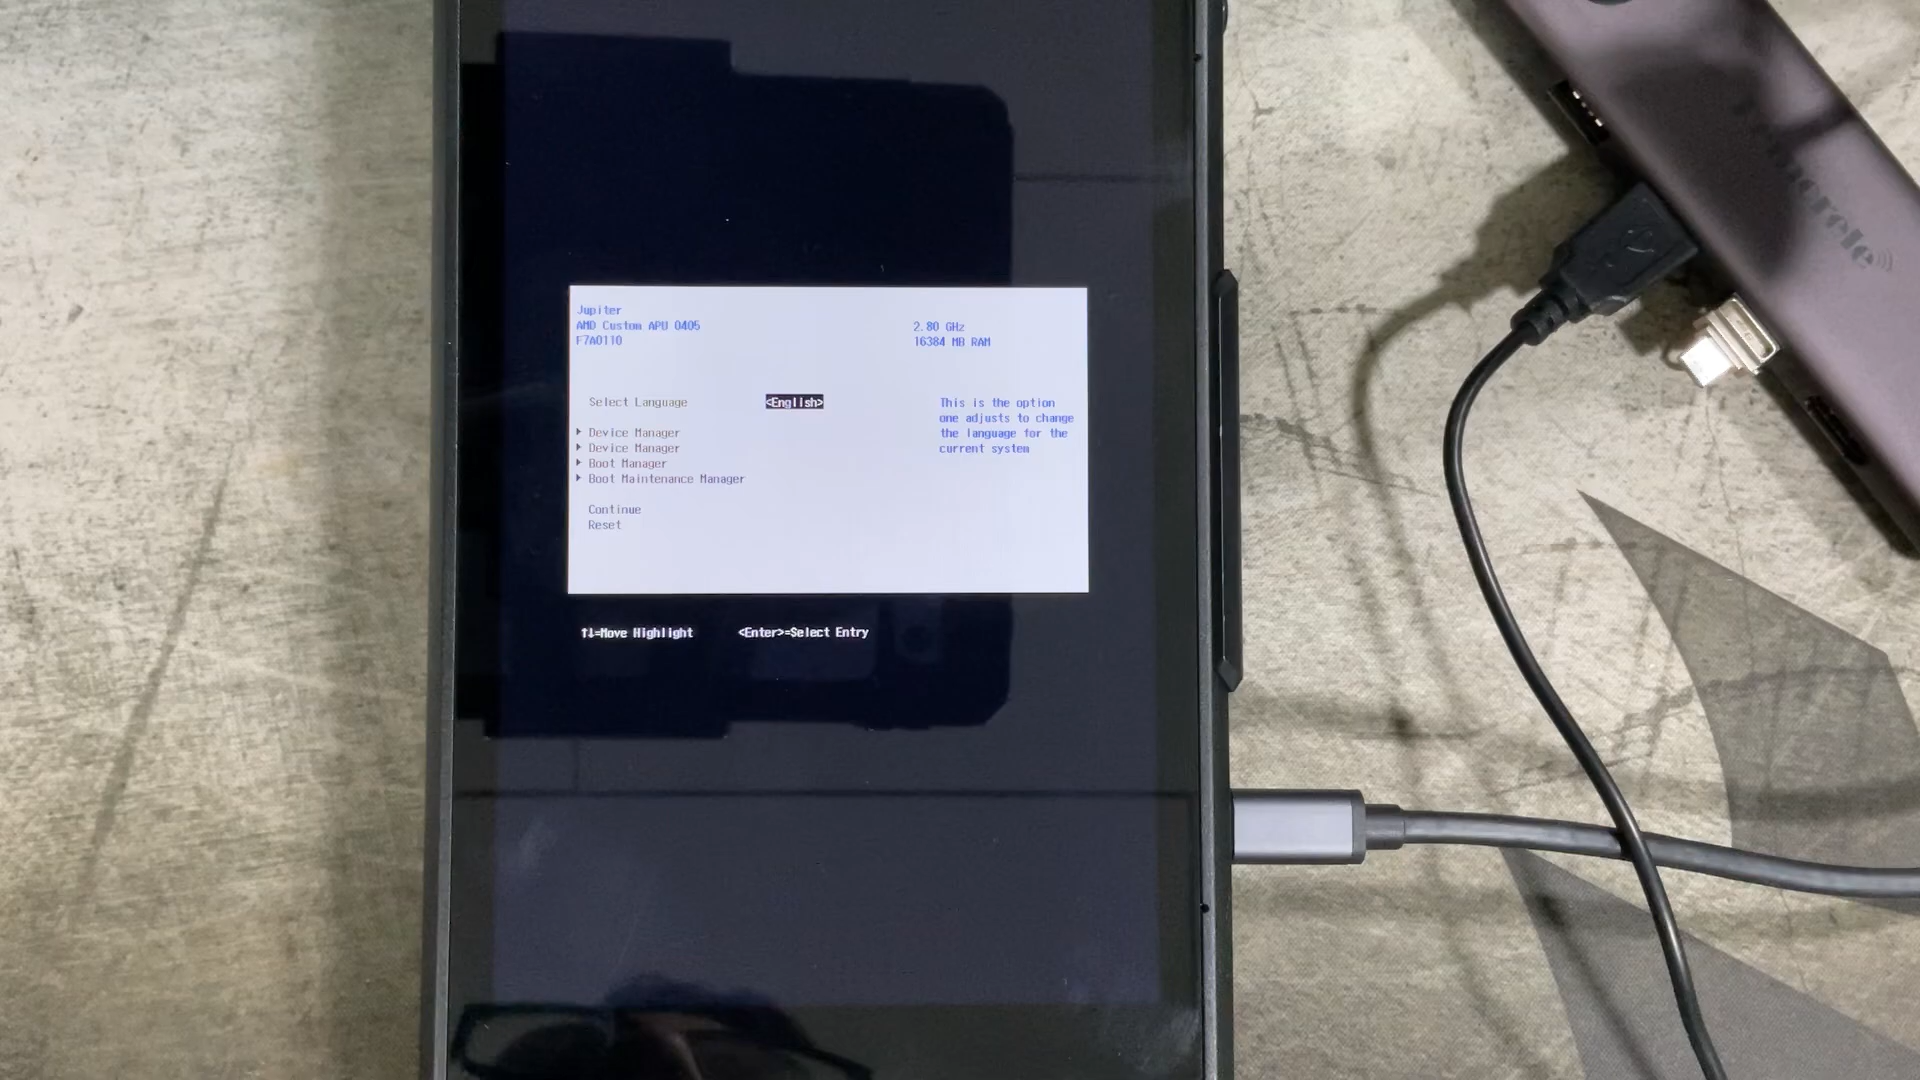 Jupiter
AMD Custom APU 0405 2.80 GHz
F7A0110 16384 MB RAM
Select Language <English>
This is the option
one adjusts to change
the language for the
current system
Device Manager
Device Manager
Boot Manager
Boot Maintenance Manager
Continue
Reset
↑↓=Move Highlight <Enter>=Select Entry